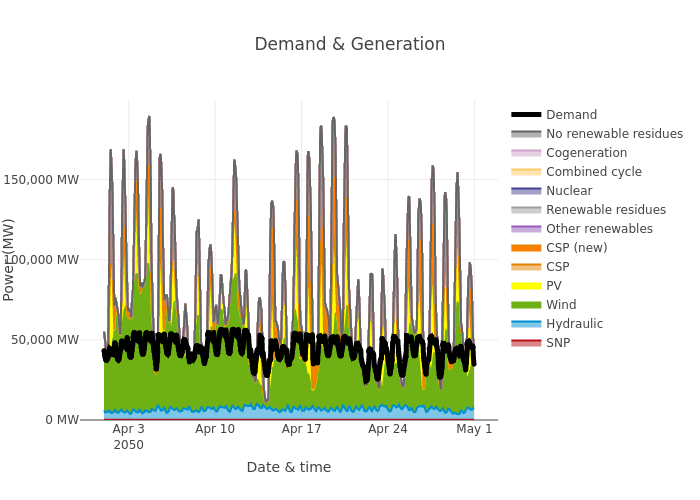 Demand & Generation
Demand
No renewable residues
Cogeneration
Combined cycle
Nuclear
Renewable residues
Other renewables
CSP (new)
CSP
PV
Wind
Hydraulic
SNP
Power (MW)
150,000 MW
100,000 MW
50,000 MW
0 MW
Apr 3
2050
Apr 10
Apr 17
Apr 24
May 1
Date & time